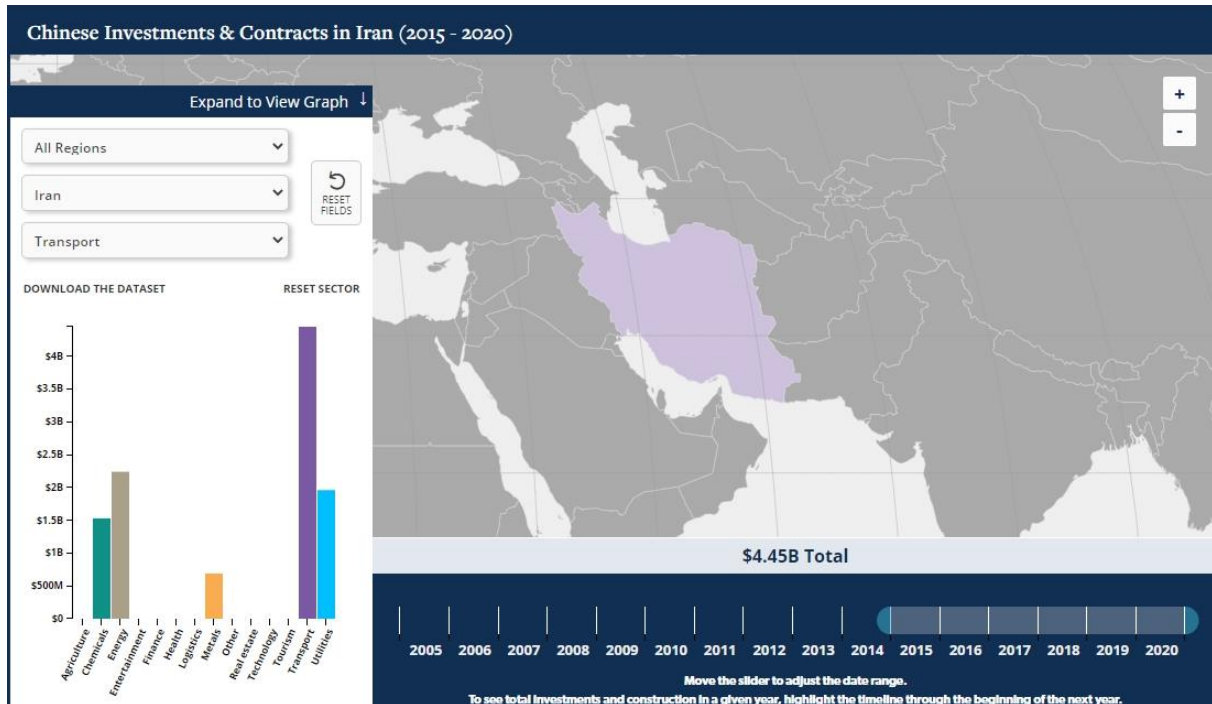 Chinese Investments & Contracts in Iran (2015 - 2020)
Expand to View Graph ↓
All Regions
Iran
Transport
RESET
FIELDS
DOWNLOAD THE DATASET RESET SECTOR
$4B
$3.5B
$3B
$2.5B
$2B
$1.5B
$1B
$500M
$0
Agriculture
Chemicals
Energy
Entertainment
Finance
Health
Logistics
Metals
Other
Real estate
Technology
Tourism
Transport
Utilities
+
-
$4.45B Total
2005 2006 2007 2008 2009 2010 2011 2012 2013 2014 2015 2016 2017 2018 2019 2020
Move the slider to adjust the date range.
To see total investments and construction in a given year, highlight the timeline through the beginning of the next year.